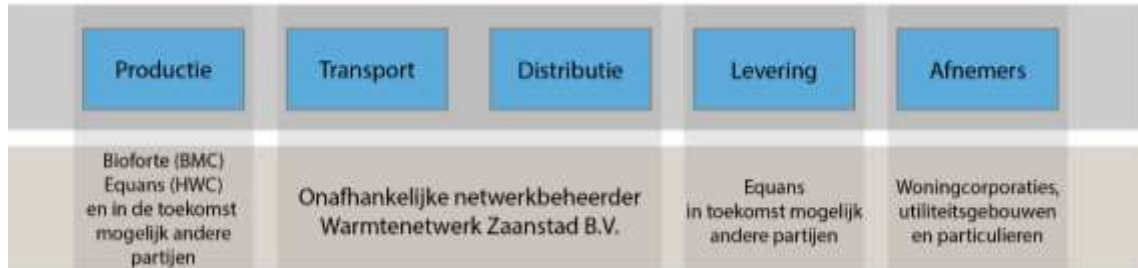 Productie
Transport
Distributie
Levering
Afnemers
Bioforte (BMC)
Equans (HWC)
en in de toekomst
mogelijk andere
partijen
Onafhankelijke netwerkbeheerder
Warmtenetwerk Zaanstad B.V.
Equans
in toekomst mogelijk
andere partijen
Woningcorporaties,
utiliteitsgebouwen
en particulieren